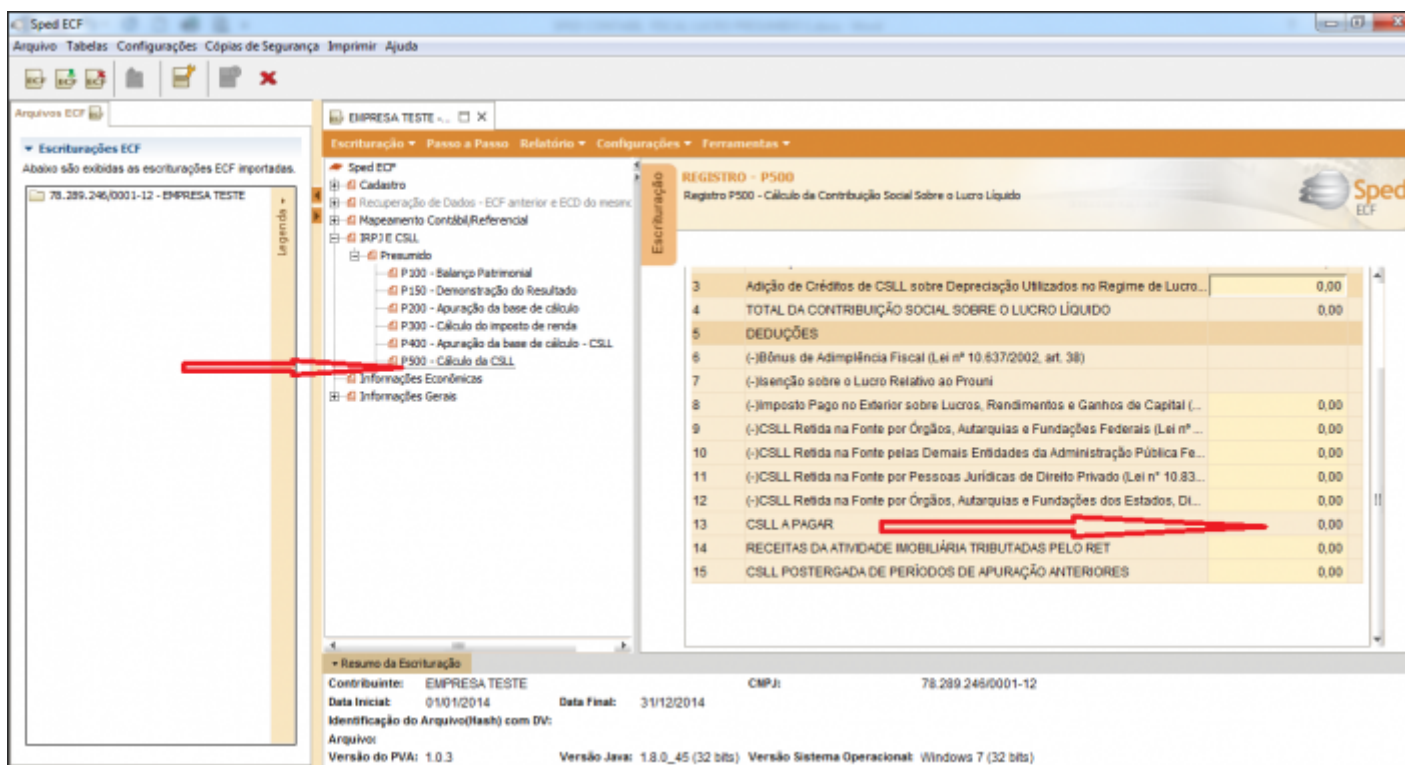 Sped ECF
Arquivo Tabelas Configurações Cópias de Segurança Imprimir Ajuda
Arquivos ECF
EMPRESA TESTE -...
Escrituração Passo a Passo Relatório Configurações Ferramentas
Escriturações ECF
Abaixo são exibidas as escriturações ECF importadas.
78.289.246/0001-12 - EMPRESA TESTE
Legenda
Sped ECF
Cadastro
Recuperação de Dados - ECF anterior e ECD do mesmo
Mapeamento Contábil/Referencial
IRPJ E CSLL
Presumido
P100 - Balanço Patrimonial
P150 - Demonstração do Resultado
P200 - Apuração da base de cálculo
P300 - Cálculo do imposto de renda
P400 - Apuração da base de cálculo - CSLL
P500 - Cálculo da CSLL
Informações Econômicas
Informações Gerais
Escrituração
REGISTRO - P500
Registro P500 - Cálculo da Contribuição Social Sobre o Lucro Líquido
Sped
ECF
3 Adição de Créditos de CSLL sobre Depreciação Utilizados no Regime de Lucro... 0,00
4 TOTAL DA CONTRIBUIÇÃO SOCIAL SOBRE O LUCRO LÍQUIDO 0,00
5 DEDUÇÕES
6 (-)Bônus de Adimplência Fiscal (Lei nº 10.637/2002, art. 38)
7 (-)Isenção sobre o Lucro Relativo ao Prouni
8 (-)Imposto Pago no Exterior sobre Lucros, Rendimentos e Ganhos de Capital (... 0,00
9 (-)CSLL Retida na Fonte por Órgãos, Autarquias e Fundações Federais (Lei nº ... 0,00
10 (-)CSLL Retida na Fonte pelas Demais Entidades da Administração Pública Fe... 0,00
11 (-)CSLL Retida na Fonte por Pessoas Jurídicas de Direito Privado (Lei n° 10.83... 0,00
12 (-)CSLL Retida na Fonte por Órgãos, Autarquias e Fundações dos Estados, Di... 0,00
13 CSLL A PAGAR 0,00
14 RECEITAS DA ATIVIDADE IMOBILIÁRIA TRIBUTADAS PELO RET 0,00
15 CSLL POSTERGADA DE PERÍODOS DE APURAÇÃO ANTERIORES 0,00
Resumo da Escrituração
Contribuinte: EMPRESA TESTE CNPJ: 78.289.246/0001-12
Data Inicial: 01/01/2014 Data Final: 31/12/2014
Identificação do Arquivo(Hash) com DV:
Arquivo:
Versão do PVA: 1.0.3 Versão Java: 1.8.0_45 (32 bits) Versão Sistema Operacional: Windows 7 (32 bits)